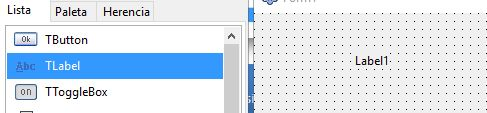 Lista Paleta Herencia
Ok TButton
Abc TLabel
on TToggleBox
Label1